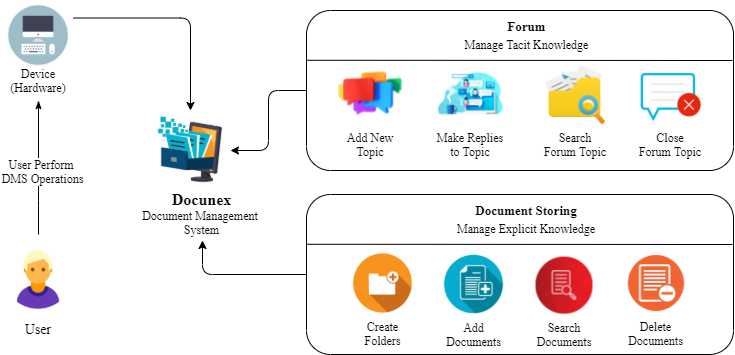 Device
(Hardware)
User Perform
DMS Operations
User
Docunex
Document Management
System
Forum
Manage Tacit Knowledge
Add New
Topic
Make Replies
to Topic
Search
Forum Topic
Close
Forum Topic
Document Storing
Manage Explicit Knowledge
Create
Folders
Add
Documents
Search
Documents
Delete
Documents